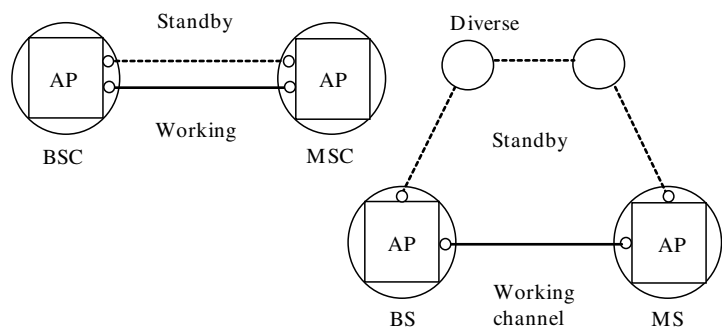 Standby
AP
AP
Working
BSC
MSC
Diverse
Standby
AP
AP
Working
channel
BS
MS